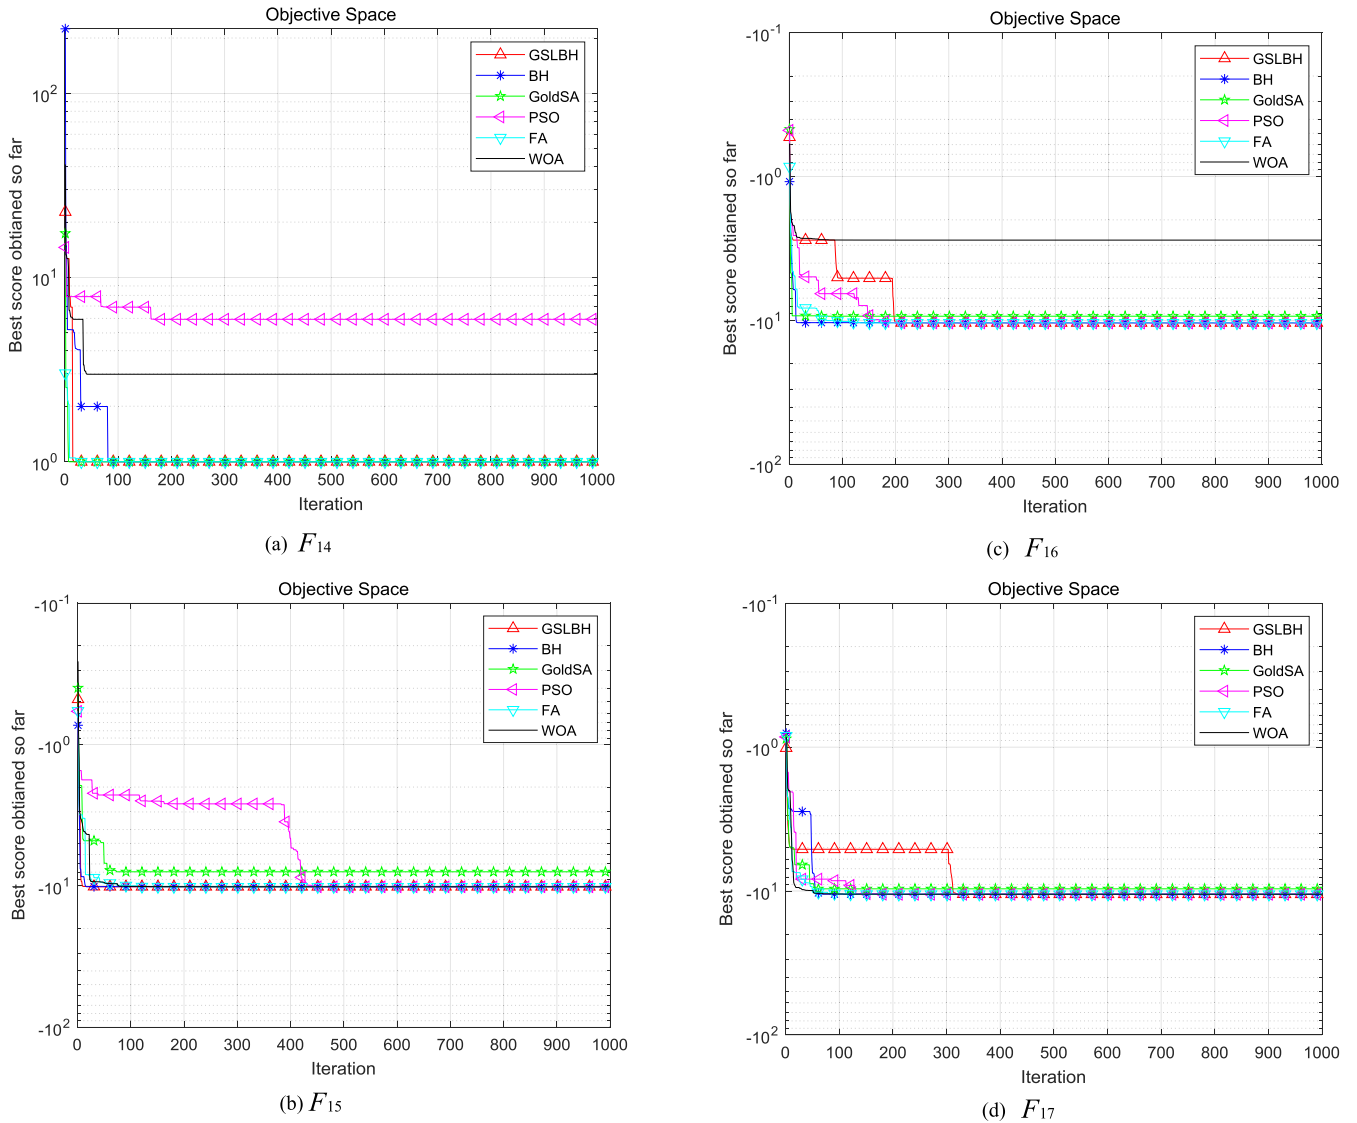 Objective Space
Best score obtianed so far
10^2
10^1
10^0
GSLBH
BH
GoldSA
PSO
FA
WOA
0 100 200 300 400 500 600 700 800 900 1000
Iteration
(a) F14
Objective Space
Best score obtianed so far
-10^-1
-10^0
-10^1
-10^2
GSLBH
BH
GoldSA
PSO
FA
WOA
0 100 200 300 400 500 600 700 800 900 1000
Iteration
(c) F16
Objective Space
Best score obtianed so far
-10^-1
-10^0
-10^1
-10^2
GSLBH
BH
GoldSA
PSO
FA
WOA
0 100 200 300 400 500 600 700 800 900 1000
Iteration
(b) F15
Objective Space
Best score obtianed so far
-10^-1
-10^0
-10^1
-10^2
GSLBH
BH
GoldSA
PSO
FA
WOA
0 100 200 300 400 500 600 700 800 900 1000
Iteration
(d) F17